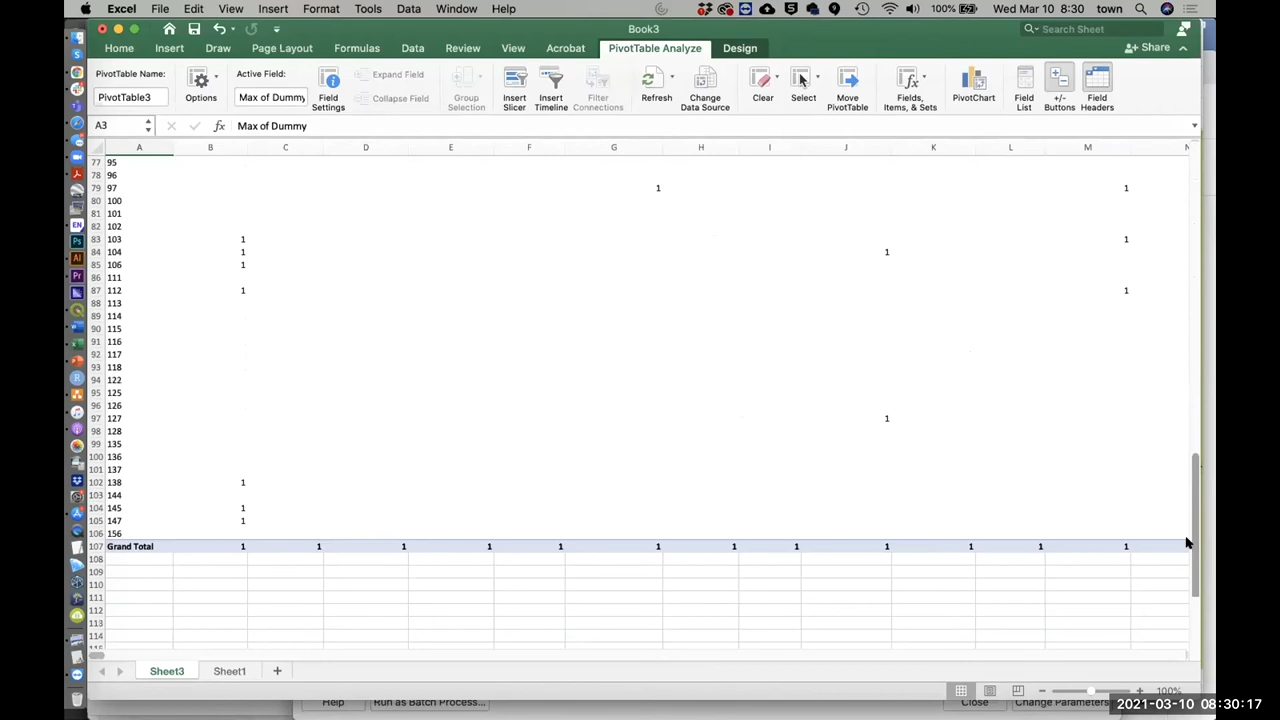 Excel File Edit View Insert Format Tools Data Window Help 100% Wed Mar 10 8:30 town
Book3 Search Sheet
Home Insert Draw Page Layout Formulas Data Review View Acrobat PivotTable Analyze Design Share
PivotTable Name: Active Field:
PivotTable3 Options Max of Dummy Field Settings Expand Field Collapse Field Group Selection Insert Slicer Insert Timeline Filter Connections Refresh Change Data Source Clear Select Move PivotTable Fields, Items, & Sets PivotChart Field List +/- Buttons Field Headers
A3 fx Max of Dummy
A B C D E F G H I J K L M N
77 95
78 96
79 97 1 1
80 100
81 101
82 102
83 103 1 1
84 104 1 1
85 106 1
86 111
87 112 1 1
88 113
89 114
90 115
91 116
92 117
93 118
94 122
95 125
96 126
97 127 1
98 128
99 135
100 136
101 137
102 138 1
103 144
104 145 1
105 147 1
106 156
107 Grand Total 1 1 1 1 1 1 1 1 1 1 1 1
108
109
110
111
112
113
114
Sheet3 Sheet1 +
100%
Help Run as Batch Process... Close Change Parameters
2021-03-10 08:30:17